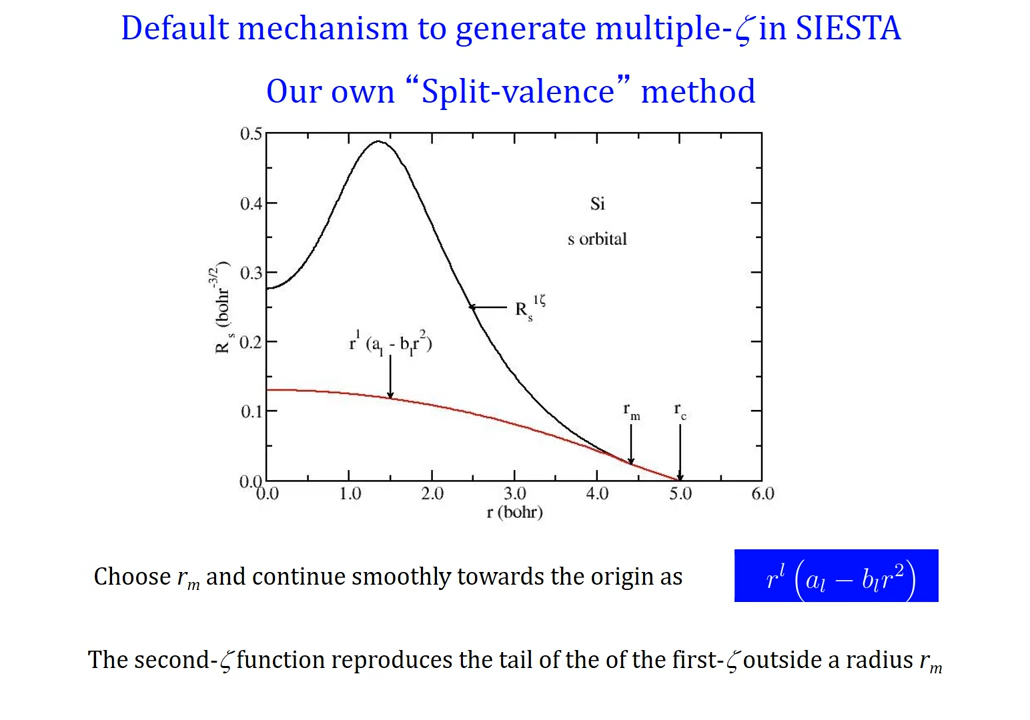 Default mechanism to generate multiple-ζ in SIESTA
Our own “Split-valence” method
0.5
0.4
0.3
0.2
0.1
0.0
R_s (bohr^-3/2)
Si
s orbital
R_s^1ζ
r^l (a_l - b_l r^2)
r_m
r_c
0.0 1.0 2.0 3.0 4.0 5.0 6.0
r (bohr)
Choose r_m and continue smoothly towards the origin as r^l (a_l − b_l r^2)
The second-ζ function reproduces the tail of the of the first-ζ outside a radius r_m